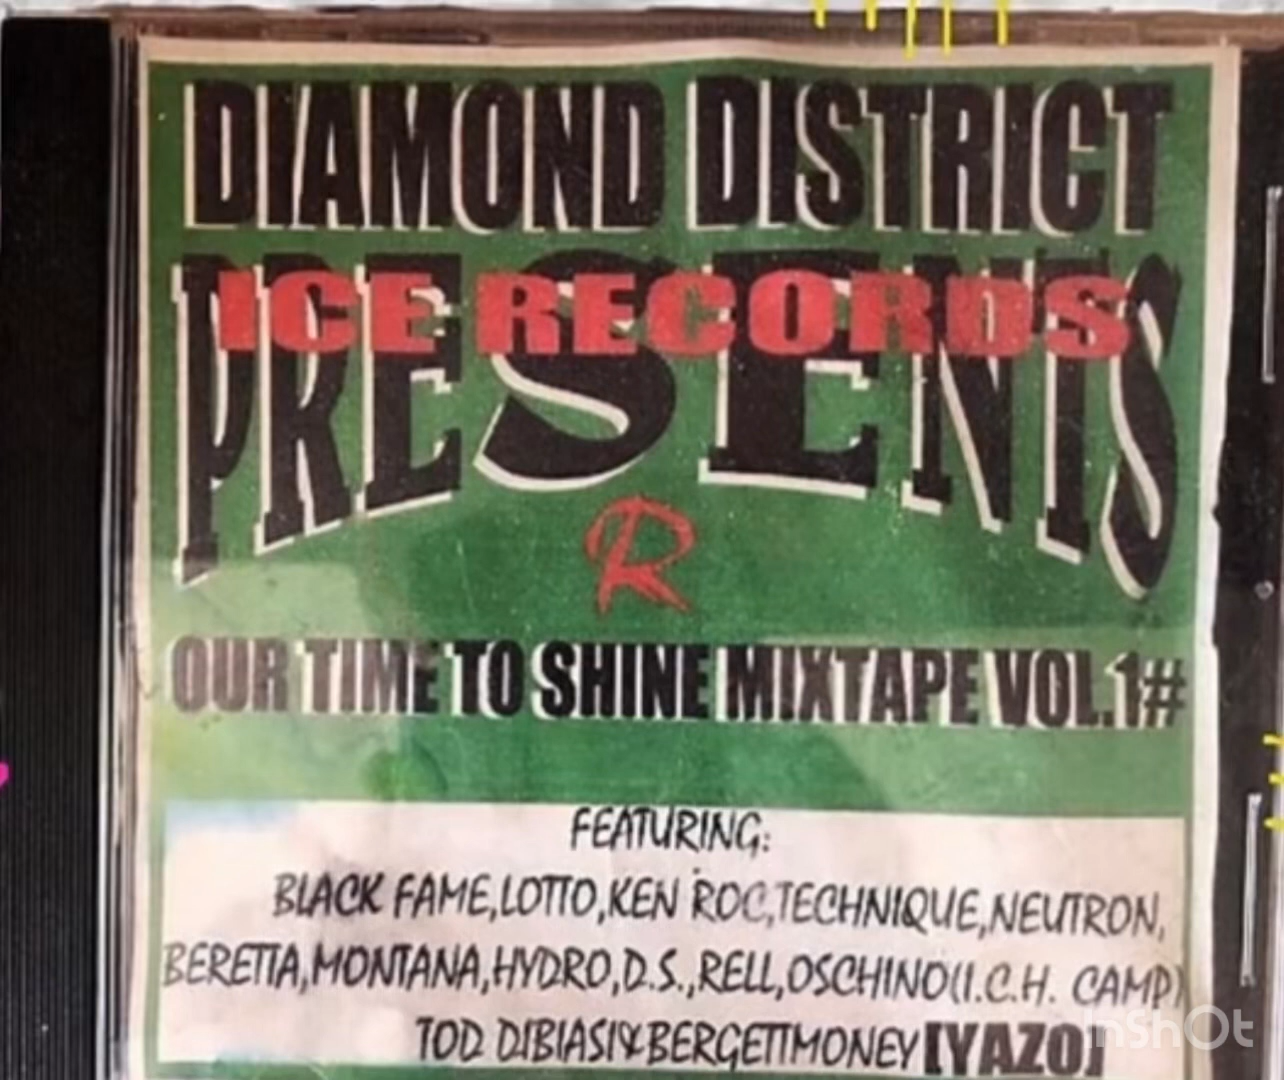 DIAMOND DISTRICT
PRESENTS
ICE RECORDS
R
OUR TIME TO SHINE MIXTAPE VOL.1#
FEATURING:
BLACK FAME,LOTTO,KEN ROC,TECHNIQUE,NEUTRON,
BERETTA,MONTANA,HYDRO,D.S.,RELL,OSCHINO(I.C.H. CAMP)
TOD DIBIASI&BERGETTMONEY[YAZO]
InShOt